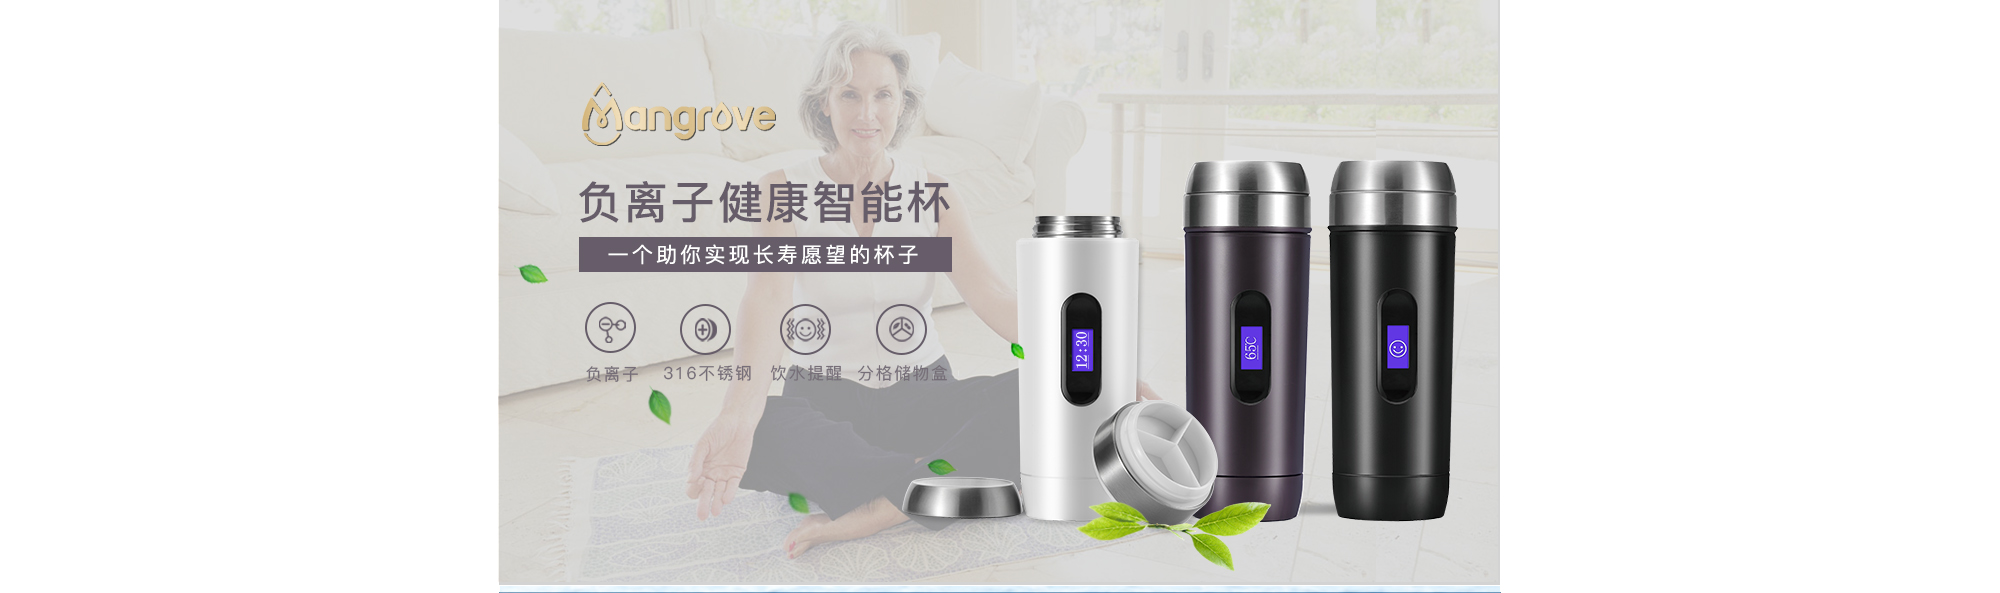 Mangrove
负离子健康智能杯
一个助你实现长寿愿望的杯子
负离子 316不锈钢 饮水提醒 分格储物盒
12:30
65C